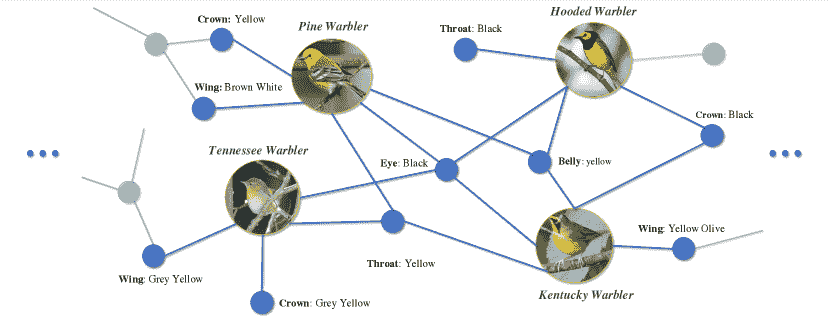 Crown: Yellow
Pine Warbler
Hooded Warbler
Throat: Black
Wing: Brown White
Crown: Black
Tennessee Warbler
Eye: Black
Belly: yellow
Wing: Yellow Olive
Throat: Yellow
Wing: Grey Yellow
Kentucky Warbler
Crown: Grey Yellow